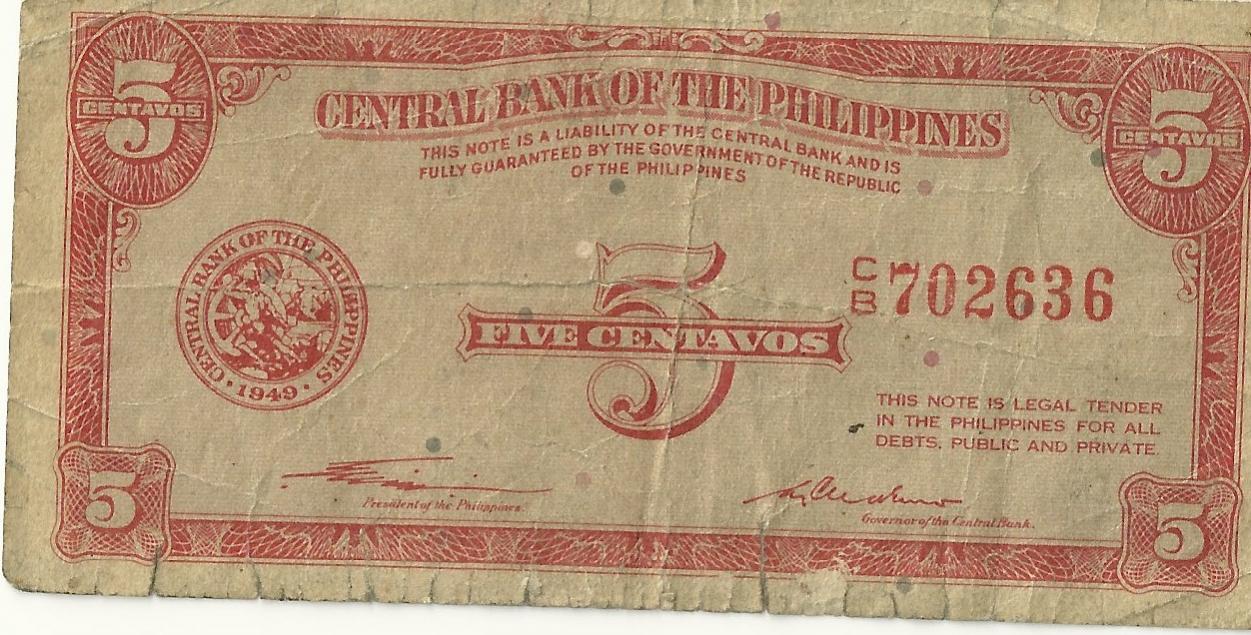 5
CENTAVOS
5
CENTAVOS
CENTRAL BANK OF THE PHILIPPINES
THIS NOTE IS A LIABILITY OF THE CENTRAL BANK AND IS
FULLY GUARANTEED BY THE GOVERNMENT OF THE REPUBLIC
OF THE PHILIPPINES
CENTRAL BANK OF THE PHILIPPINES
• 1949 •
5
FIVE CENTAVOS
C/B 702636
THIS NOTE IS LEGAL TENDER
IN THE PHILIPPINES FOR ALL
DEBTS, PUBLIC AND PRIVATE.
President of the Philippines.
Governor of the Central Bank.
5
5